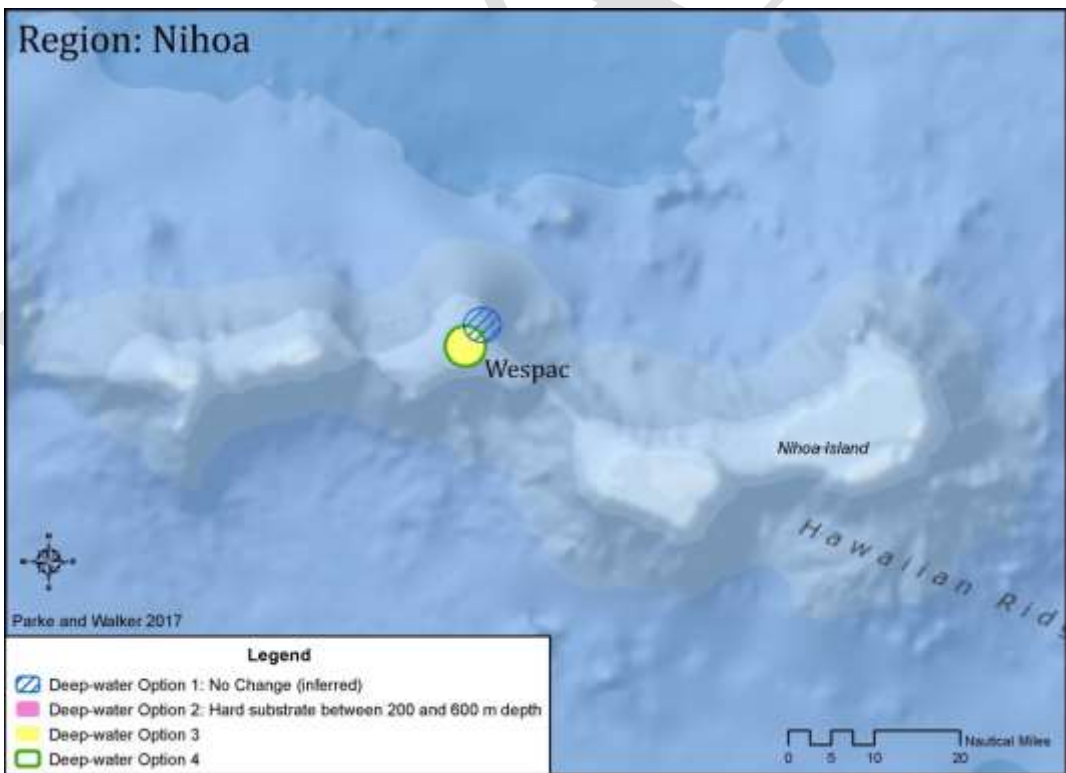 Region: Nihoa
Wespac
Nihoa Island
Hawaiian Ridg
Parke and Walker 2017
Legend
Deep-water Option 1: No Change (inferred)
Deep-water Option 2: Hard substrate between 200 and 600 m depth
Deep-water Option 3
Deep-water Option 4
Nautical Miles
0 5 10 20